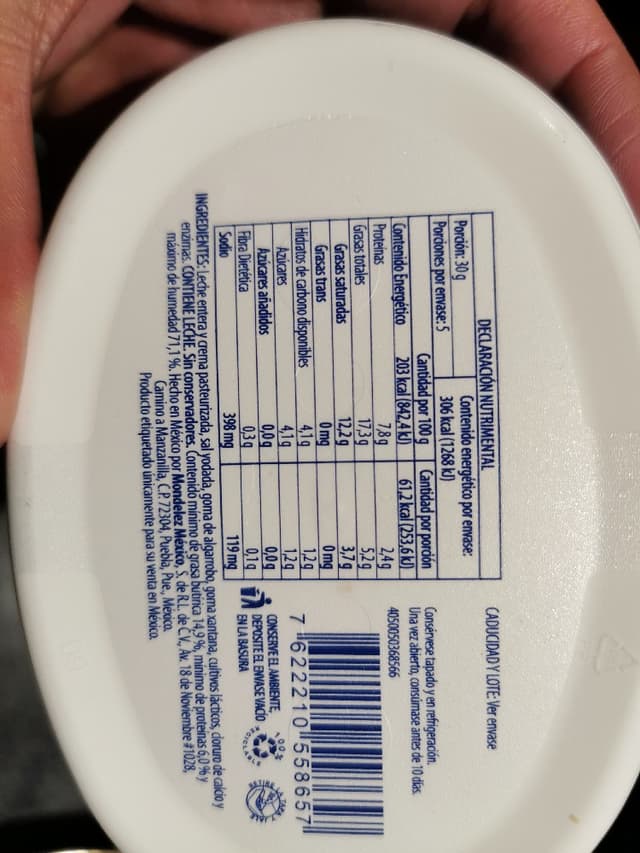 DECLARACIÓN NUTRIMENTAL
Porción: 30 g
Porciones por envase: 5
Contenido energético por envase:
306 kcal (1268 kJ)
Cantidad por 100 g Cantidad por porción
Contenido Energético 203 kcal (842,4 kJ) 61,2 kcal (253,6 kJ)
Proteínas 7,8 g 2,4 g
Grasas totales 17,3 g 5,2 g
Grasas saturadas 12,2 g 3,7 g
Grasas trans 0 mg 0 mg
Hidratos de carbono disponibles 4,1 g 1,2 g
Azúcares 4,1 g 1,2 g
Azúcares añadidos 0,0 g 0,0 g
Fibra Dietética 0,3 g 0,1 g
Sodio 398 mg 119 mg
INGREDIENTES: Leche entera y crema pasteurizada, sal yodada, goma de algarrobo, goma xantana, cultivos lácticos, cloruro de calcio y
enzimas. CONTIENE LECHE. Sin conservadores. Contenido mínimo de grasa butírica 14,9 %, mínimo de proteínas 6,0 % y
máximo de humedad 71,1 %. Hecho en México por Mondelez México, S. de R.L. de C.V., Av. 18 de Noviembre #1028,
Camino a Manzanilla, C.P. 72304, Puebla, Pue., México.
Producto etiquetado únicamente para su venta en México.
CADUCIDAD Y LOTE: Ver envase
Consérvese tapado y en refrigeración.
Una vez abierto, consúmase antes de 10 días.
4050050368566
7 622210 558657
CONSERVE EL AMBIENTE,
DEPOSITE EL ENVASE VACÍO
EN LA BASURA
100%
RECICLABLE
RETIRE LA TAPA